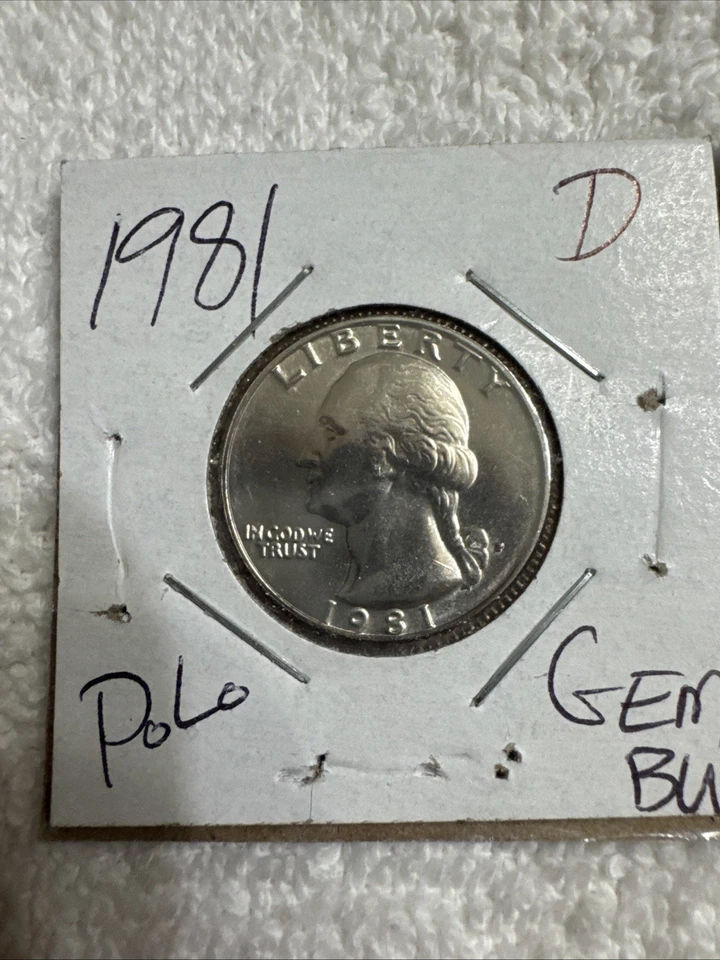 1981
D
LIBERTY
IN GOD WE
TRUST
1981
PoLo
GEM
BU